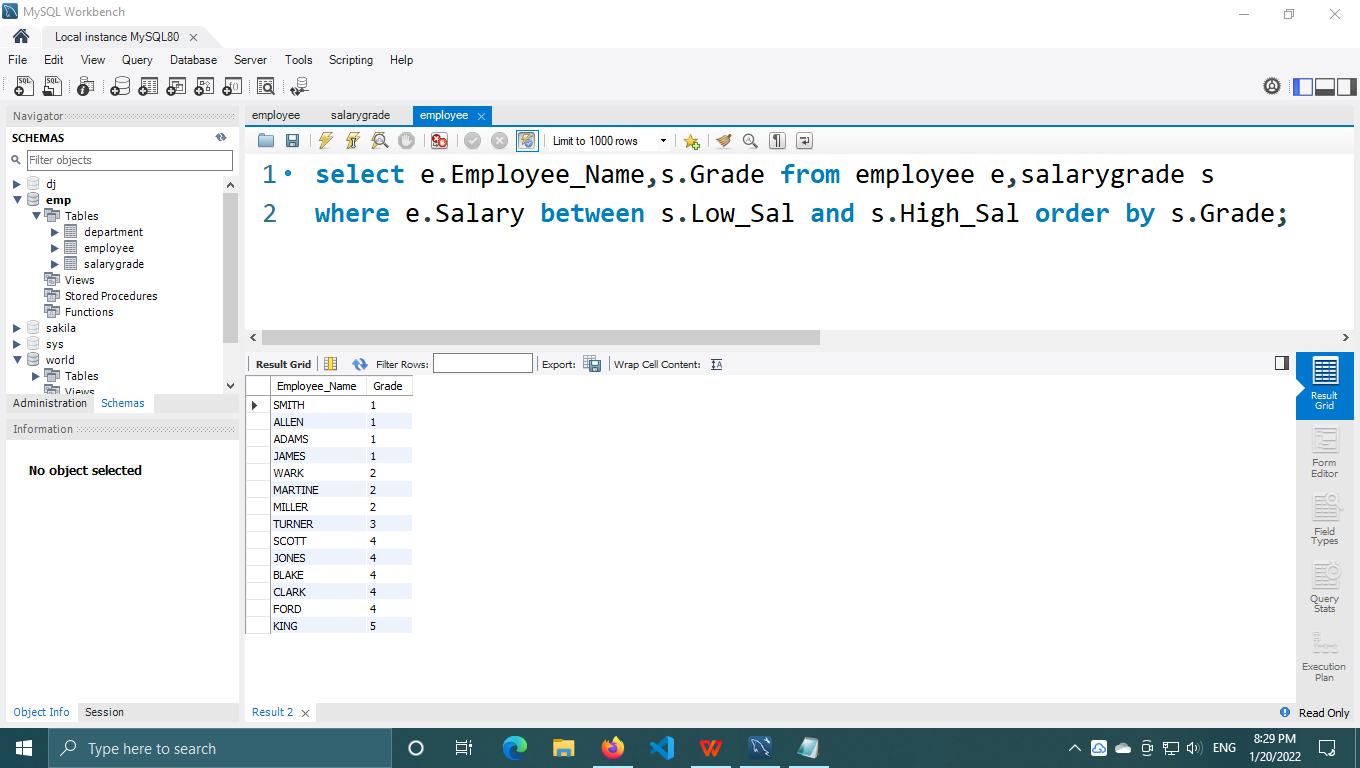 MySQL Workbench
Local instance MySQL80
File Edit View Query Database Server Tools Scripting Help
Navigator
SCHEMAS
Filter objects
dj
emp
Tables
department
employee
salarygrade
Views
Stored Procedures
Functions
sakila
sys
world
Tables
Views
Administration Schemas
Information
No object selected
Object Info Session
employee salarygrade employee
Limit to 1000 rows
1 select e.Employee_Name,s.Grade from employee e,salarygrade s
2 where e.Salary between s.Low_Sal and s.High_Sal order by s.Grade;
Result Grid Filter Rows: Export: Wrap Cell Content:
Employee_Name Grade
SMITH 1
ALLEN 1
ADAMS 1
JAMES 1
WARK 2
MARTINE 2
MILLER 2
TURNER 3
SCOTT 4
JONES 4
BLAKE 4
CLARK 4
FORD 4
KING 5
Result
Grid
Form
Editor
Field
Types
Query
Stats
Execution
Plan
Result 2
Read Only
Type here to search
ENG
8:29 PM
1/20/2022